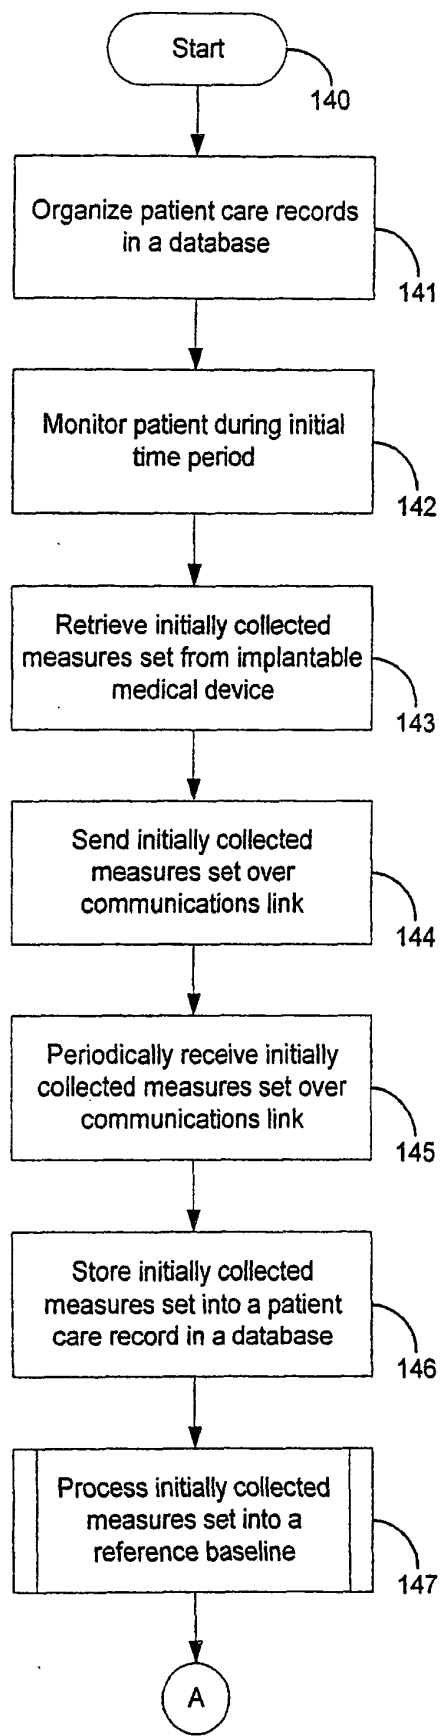 Start
140
Organize patient care records
in a database
141
Monitor patient during initial
time period
142
Retrieve initially collected
measures set from implantable
medical device
143
Send initially collected
measures set over
communications link
144
Periodically receive initially
collected measures set over
communications link
145
Store initially collected
measures set into a patient
care record in a database
146
Process initially collected
measures set into a
reference baseline
147
A